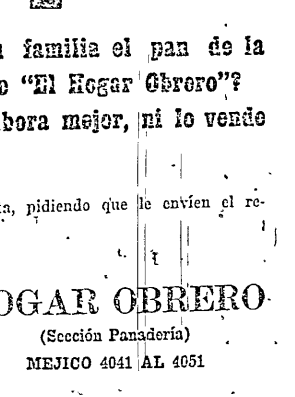 familia el pan de la
"El Hogar Obrero"?
bora mejor, ni lo vende
a, pidiendo que le envíen el re-
OGAR OBRERO
(Sección Panadería)
MEJICO 4041 AL 4051